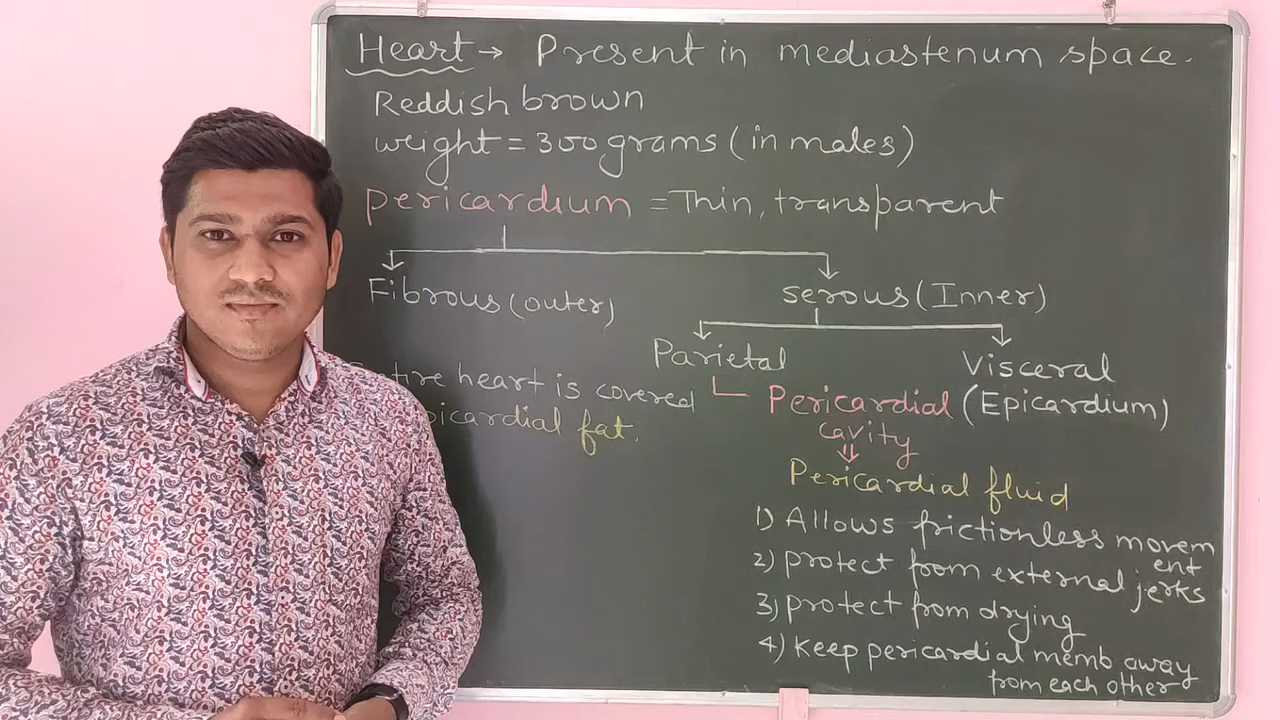 Heart → Present in mediastenum space.
Reddish brown
weight = 300 grams (in males)
pericardium = Thin, transparent
Fibrous (outer)
serous (Inner)
Parietal
Visceral
(Epicardium)
heart is covered
fat.
Pericardial
cavity
⇓
Pericardial fluid
1) Allows frictionless movem
ent
2) protect from external jerks
3) protect from drying
4) Keep pericardial memb away
from each other